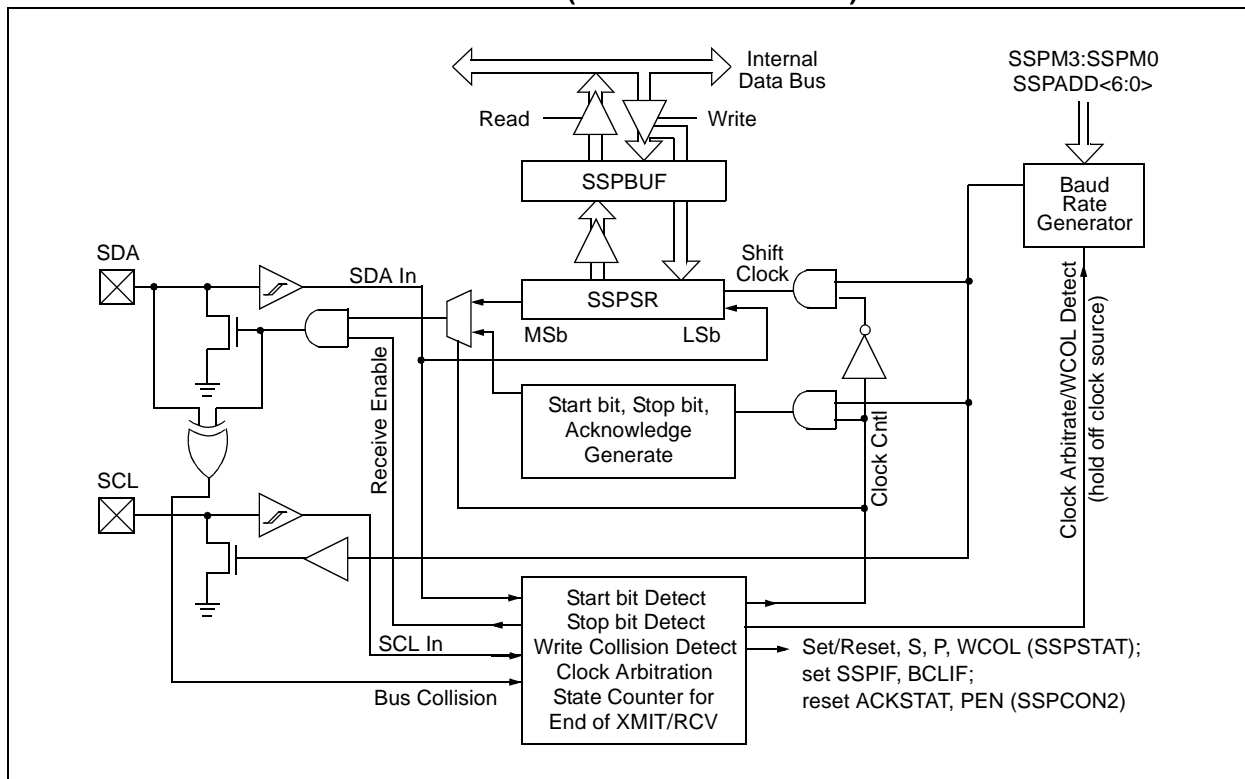 Internal
Data Bus
SSPM3:SSPM0
SSPADD<6:0>
Read
Write
SSPBUF
Baud
Rate
Generator
SDA
SDA In
Shift
Clock
SSPSR
MSb
LSb
Receive Enable
Start bit, Stop bit,
Acknowledge
Generate
Clock Cntl
Clock Arbitrate/WCOL Detect
(hold off clock source)
SCL
SCL In
Bus Collision
Start bit Detect
Stop bit Detect
Write Collision Detect
Clock Arbitration
State Counter for
End of XMIT/RCV
Set/Reset, S, P, WCOL (SSPSTAT);
set SSPIF, BCLIF;
reset ACKSTAT, PEN (SSPCON2)